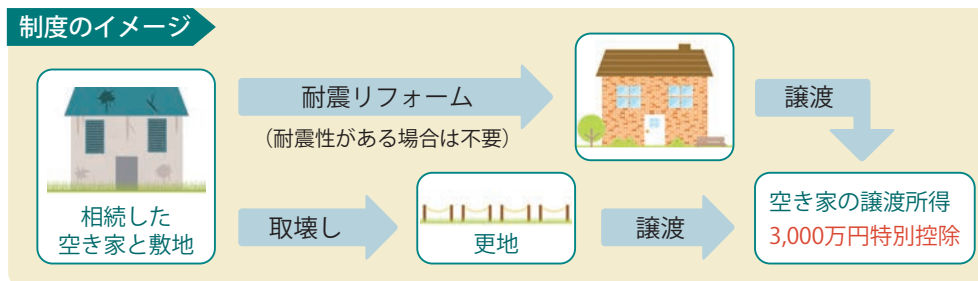 制度のイメージ
耐震リフォーム
(耐震性がある場合は不要)
譲渡
相続した
空き家と敷地
取壊し
更地
譲渡
空き家の譲渡所得
3,000万円特別控除